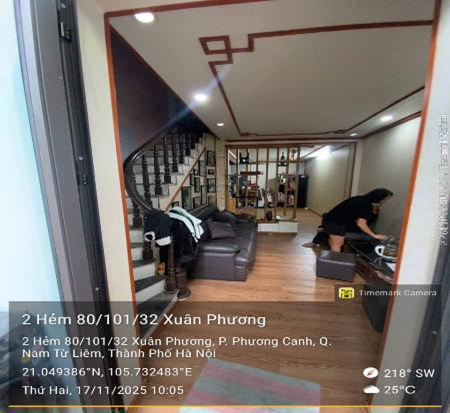 Timemark Camera
2 Hẻm 80/101/32 Xuân Phương
2 Hẻm 80/101/32 Xuân Phương, P. Phương Canh, Q.
Nam Từ Liêm, Thành Phố Hà Nội
21.049386°N, 105.732483°E
Thứ Hai, 17/11/2025 10:05
218° SW
25°C